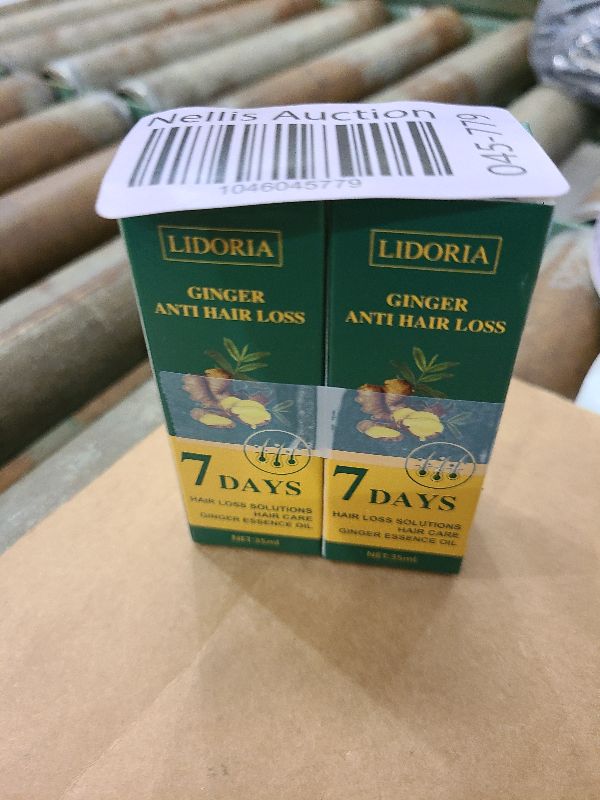 Nellis Auction
1046045779
045-779
LIDORIA
GINGER
ANTI HAIR LOSS
7 DAYS
HAIR LOSS SOLUTIONS
HAIR CARE
GINGER ESSENCE OIL
NET:35ml
LIDORIA
GINGER
ANTI HAIR LOSS
7 DAYS
HAIR LOSS SOLUTIONS
HAIR CARE
GINGER ESSENCE OIL
NET:35ml